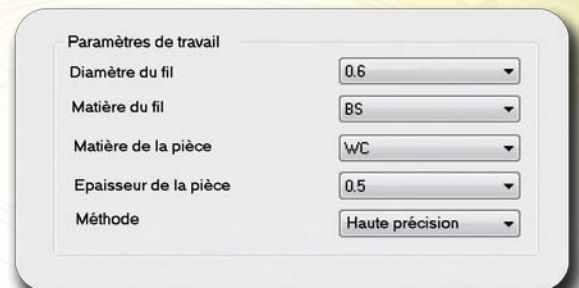 Paramètres de travail
Diamètre du fil 0.6
Matière du fil BS
Matière de la pièce WC
Epaisseur de la pièce 0.5
Méthode Haute précision